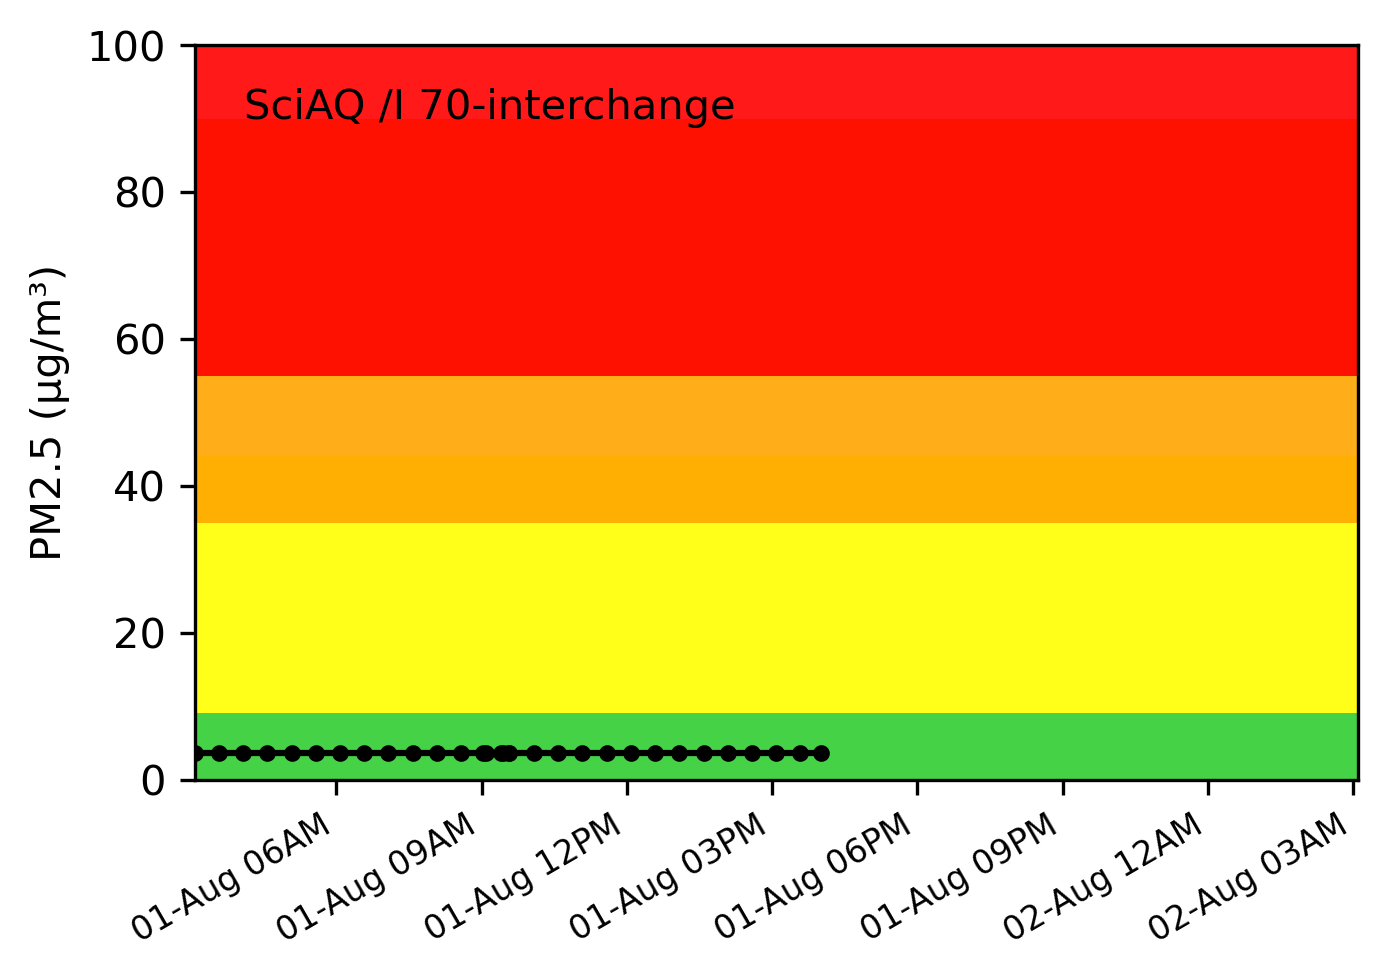 SciAQ /I 70-interchange
PM2.5 (µg/m³)
100
80
60
40
20
0
01-Aug 06AM
01-Aug 09AM
01-Aug 12PM
01-Aug 03PM
01-Aug 06PM
01-Aug 09PM
02-Aug 12AM
02-Aug 03AM